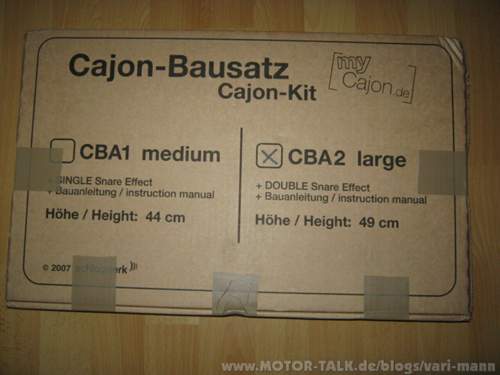 Cajon-Bausatz
Cajon-Kit
[my
Cajon.de]
CBA1 medium
+ SINGLE Snare Effect
+ Bauanleitung / instruction manual
Höhe / Height: 44 cm
CBA2 large
+ DOUBLE Snare Effect
+ Bauanleitung / instruction manual
Höhe / Height: 49 cm
© 2007
www.MOTOR-TALK.de/blogs/vari-mann